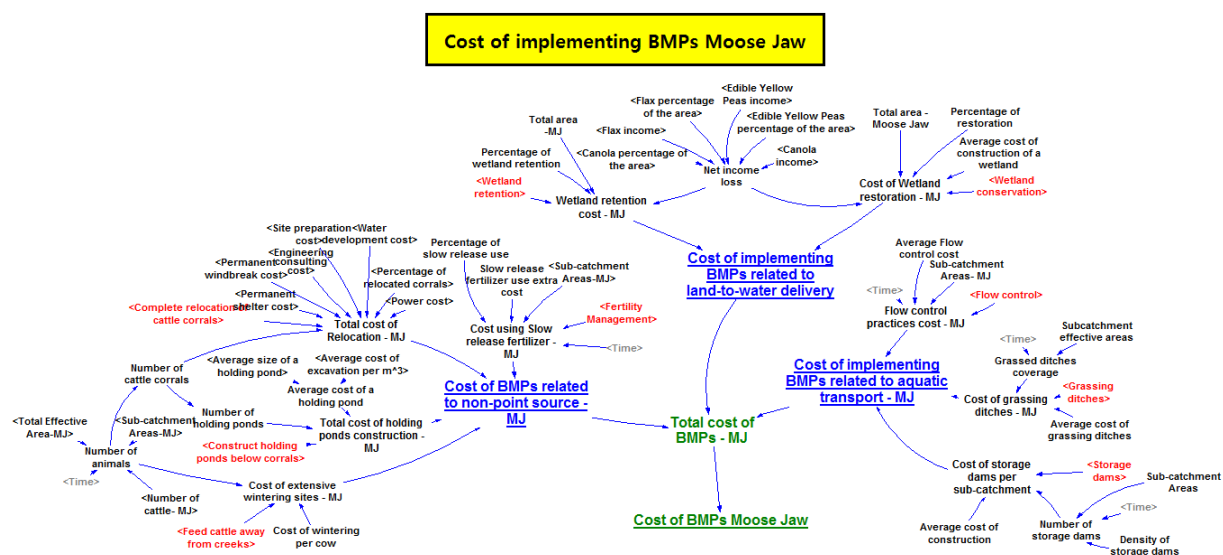 Cost of implementing BMPs Moose Jaw
<Edible Yellow
Peas income>
<Flax percentage
of the area>
<Edible Yellow Peas
percentage of the area>
<Flax income>
<Canola percentage of
the area>
<Canola
income>
Net income
loss
Total area
-MJ
Percentage of
wetland retention
<Wetland
retention>
Wetland retention
cost - MJ
Total area -
Moose Jaw
Percentage of
restoration
Average cost of
construction of a
wetland
<Wetland
conservation>
Cost of Wetland
restoration - MJ
Cost of implementing
BMPs related to
land-to-water delivery
<Site preparation
cost>
<Water
development cost>
<Engineering
consulting
cost>
<Permanent
windbreak cost>
<Permanent
shelter cost>
<Percentage of
relocated corrals>
<Power cost>
<Complete relocation of
cattle corrals>
Total cost of
Relocation - MJ
Percentage of
slow release use
Slow release
fertilizer use extra
cost
<Sub-catchment
Areas-MJ>
<Fertility
Management>
<Time>
Cost using Slow
release fertilizer -
MJ
Average Flow
control cost
Sub-catchment
Areas- MJ
<Time>
<Flow control>
Flow control
practices cost - MJ
Subcatchment
effective areas
<Time>
Grassed ditches
coverage
<Grassing
ditches>
Cost of grassing
ditches - MJ
Average cost of
grassing ditches
Cost of implementing
BMPs related to aquatic
transport - MJ
Number of
cattle corrals
<Average size of a
holding pond>
<Average cost of
excavation per m^3>
Average cost of a
holding pond
Number of
holding ponds
Total cost of holding
ponds construction -
MJ
<Construct holding
ponds below corrals>
Cost of BMPs related
to non-point source -
MJ
<Total Effective
Area-MJ>
<Sub-catchment
Areas-MJ>
Number of
animals
<Time>
<Number of
cattle- MJ>
Cost of extensive
wintering sites - MJ
<Feed cattle away
from creeks>
Cost of wintering
per cow
Total cost of
BMPs - MJ
Cost of BMPs Moose Jaw
Cost of storage
dams per
sub-catchment
<Storage
dams>
Sub-catchment
Areas
<Time>
Average cost of
construction
Number of
storage dams
Density of
storage dams